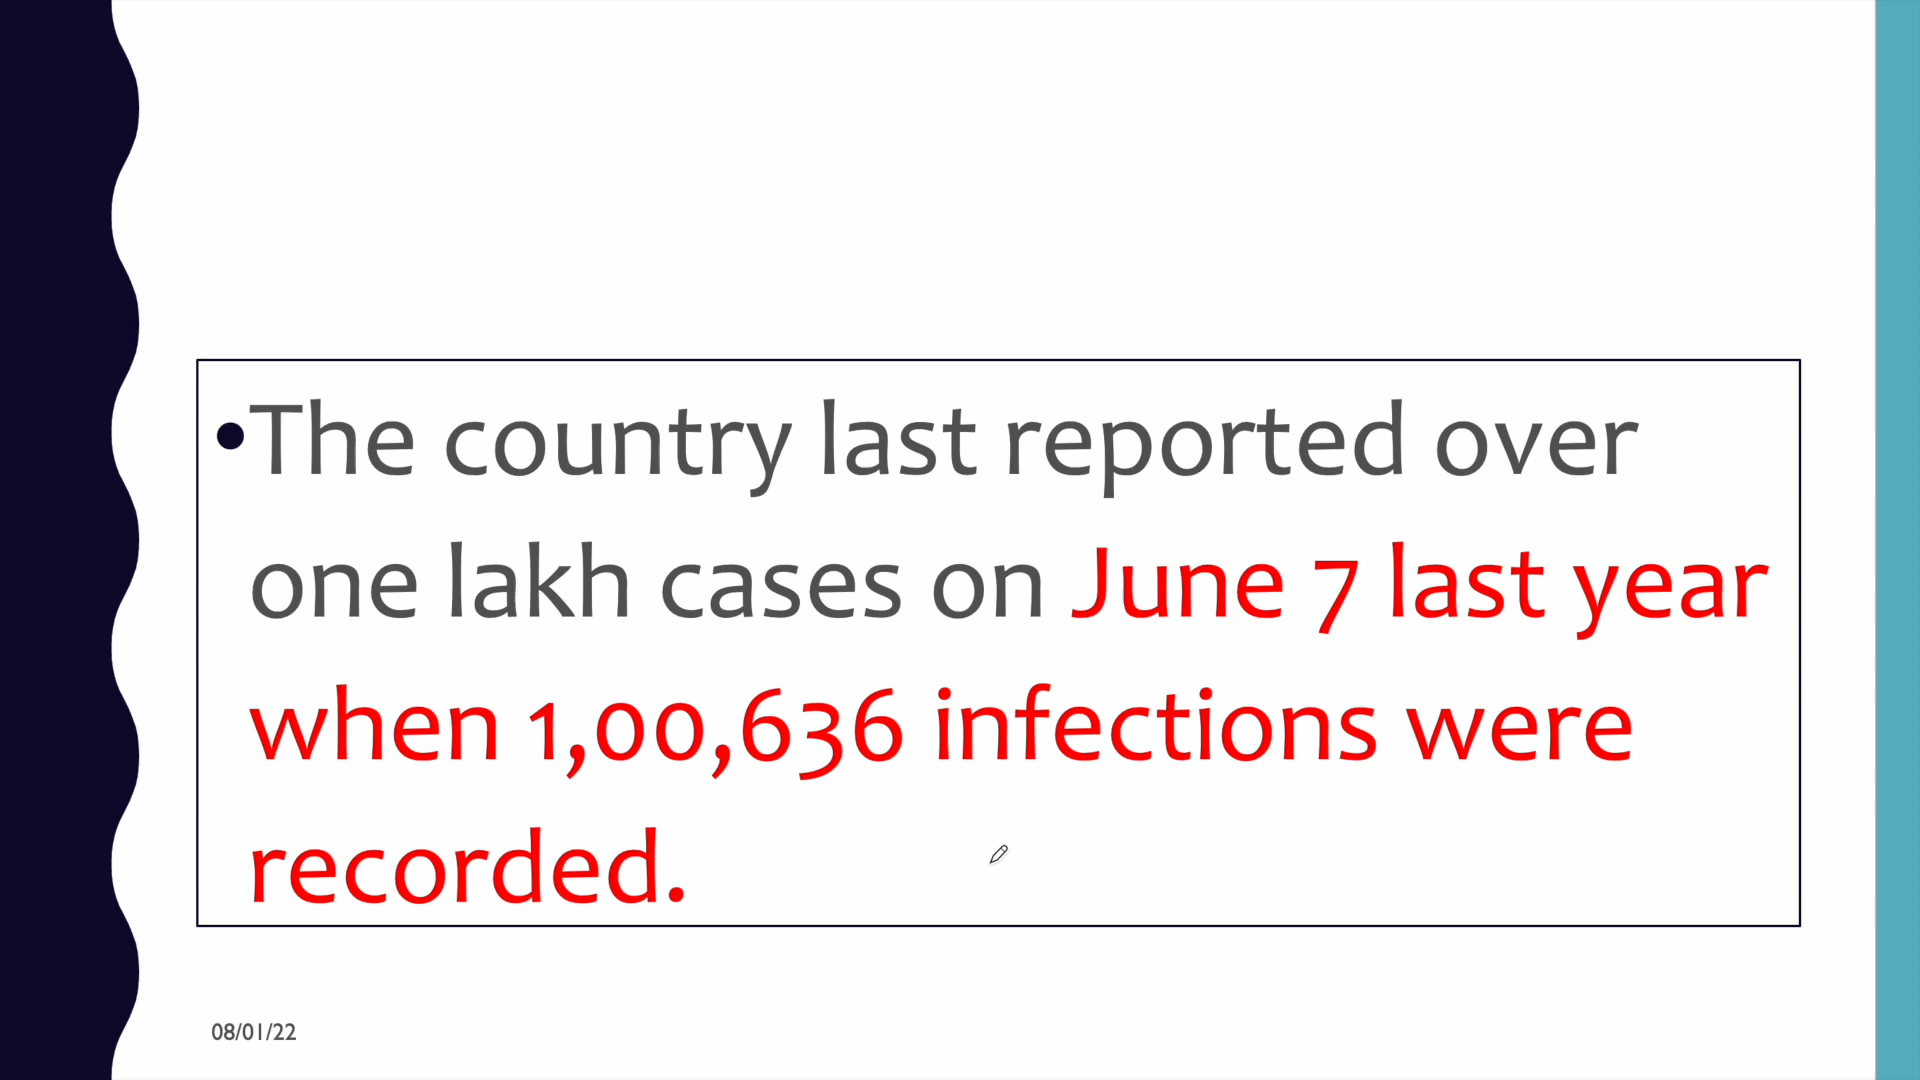 •The country last reported over
one lakh cases on June 7 last year
when 1,00,636 infections were
recorded.
08/01/22